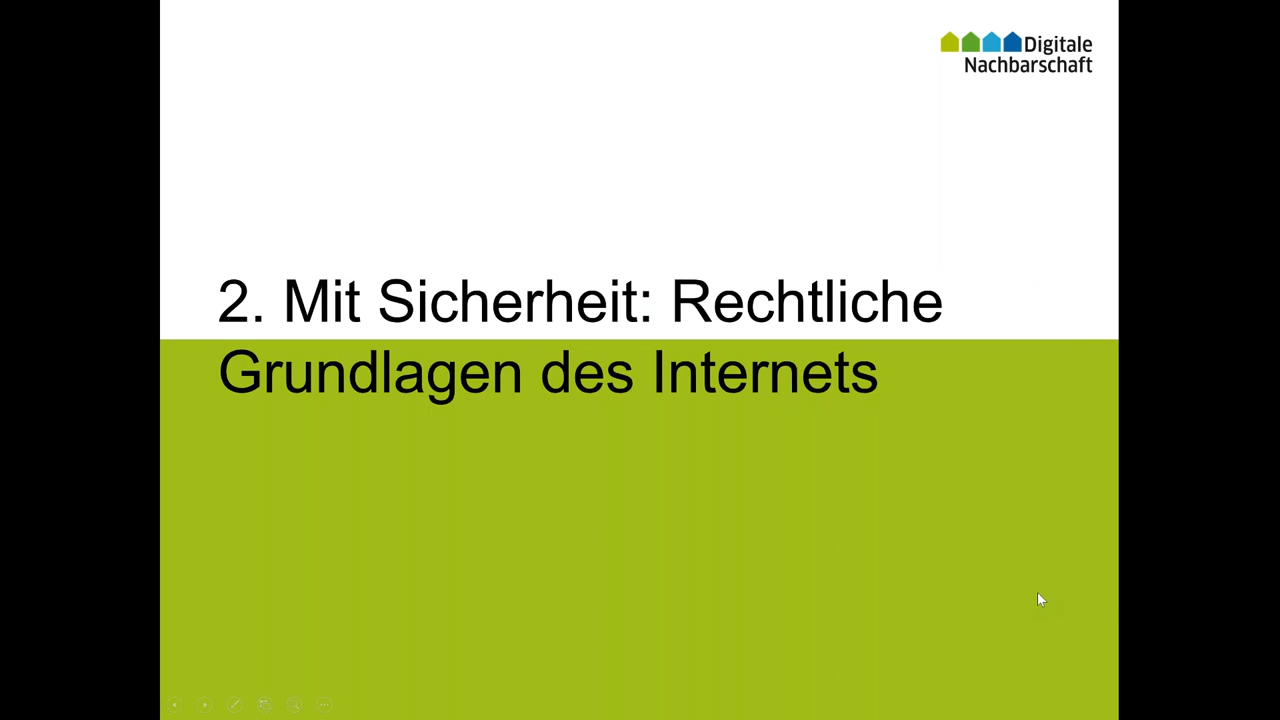 Digitale
Nachbarschaft
2. Mit Sicherheit: Rechtliche
Grundlagen des Internets